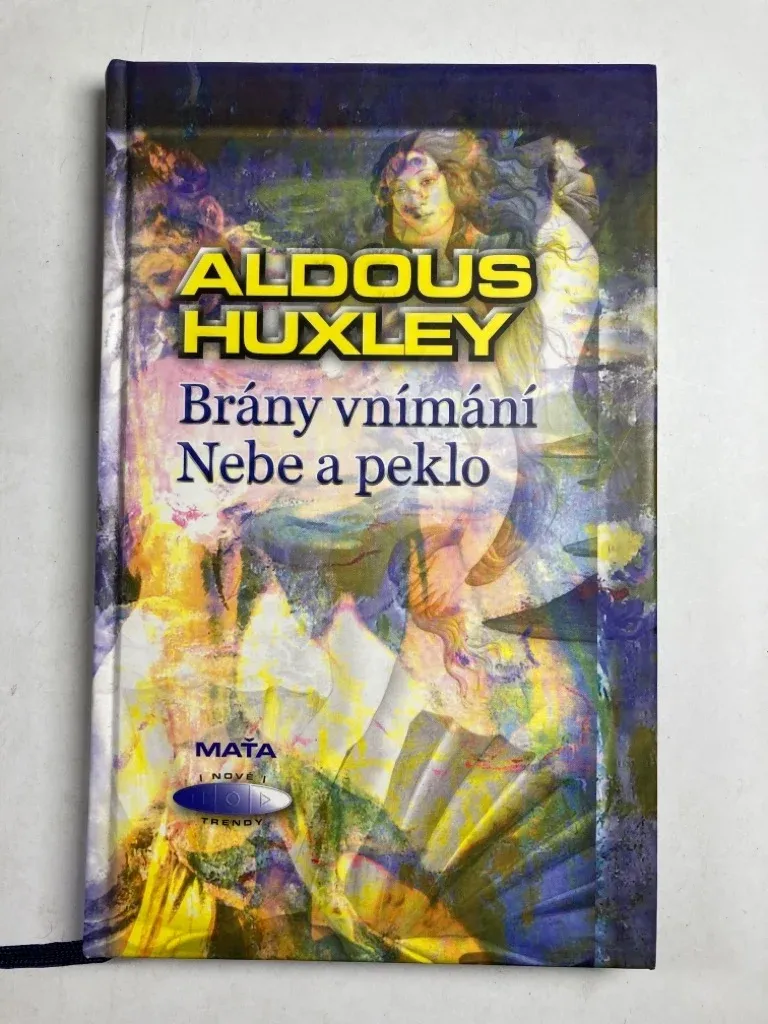 ALDOUS
HUXLEY
Brány vnímání
Nebe a peklo
MAŤA
NOVÉ
TRENDY